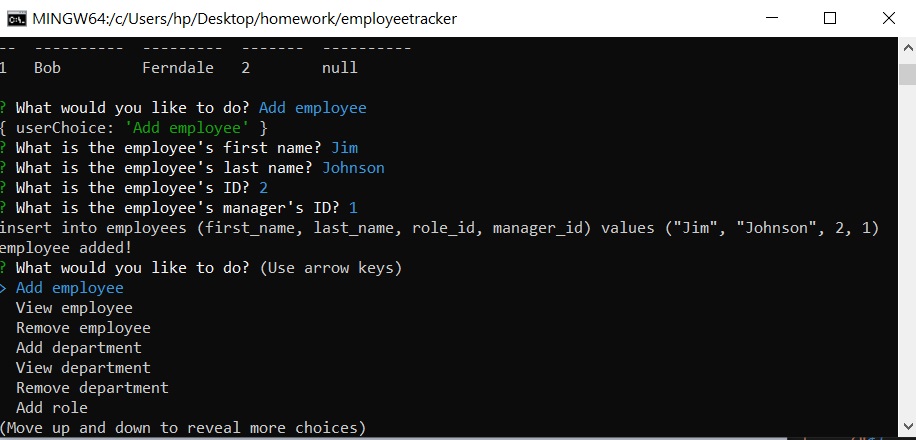 MINGW64:/c/Users/hp/Desktop/homework/employeetracker
-- ---------- --------- ------- ----------
1 Bob Ferndale 2 null
? What would you like to do? Add employee
{ userChoice: 'Add employee' }
? What is the employee's first name? Jim
? What is the employee's last name? Johnson
? What is the employee's ID? 2
? What is the employee's manager's ID? 1
insert into employees (first_name, last_name, role_id, manager_id) values ("Jim", "Johnson", 2, 1)
employee added!
? What would you like to do? (Use arrow keys)
> Add employee
View employee
Remove employee
Add department
View department
Remove department
Add role
(Move up and down to reveal more choices)